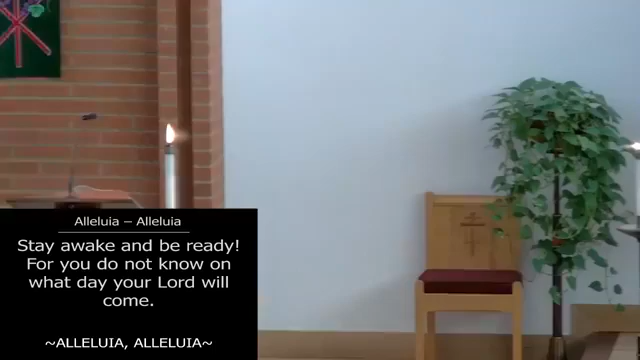 Alleluia – Alleluia
Stay awake and be ready!
For you do not know on
what day your Lord will
come.
~ALLELUIA, ALLELUIA~